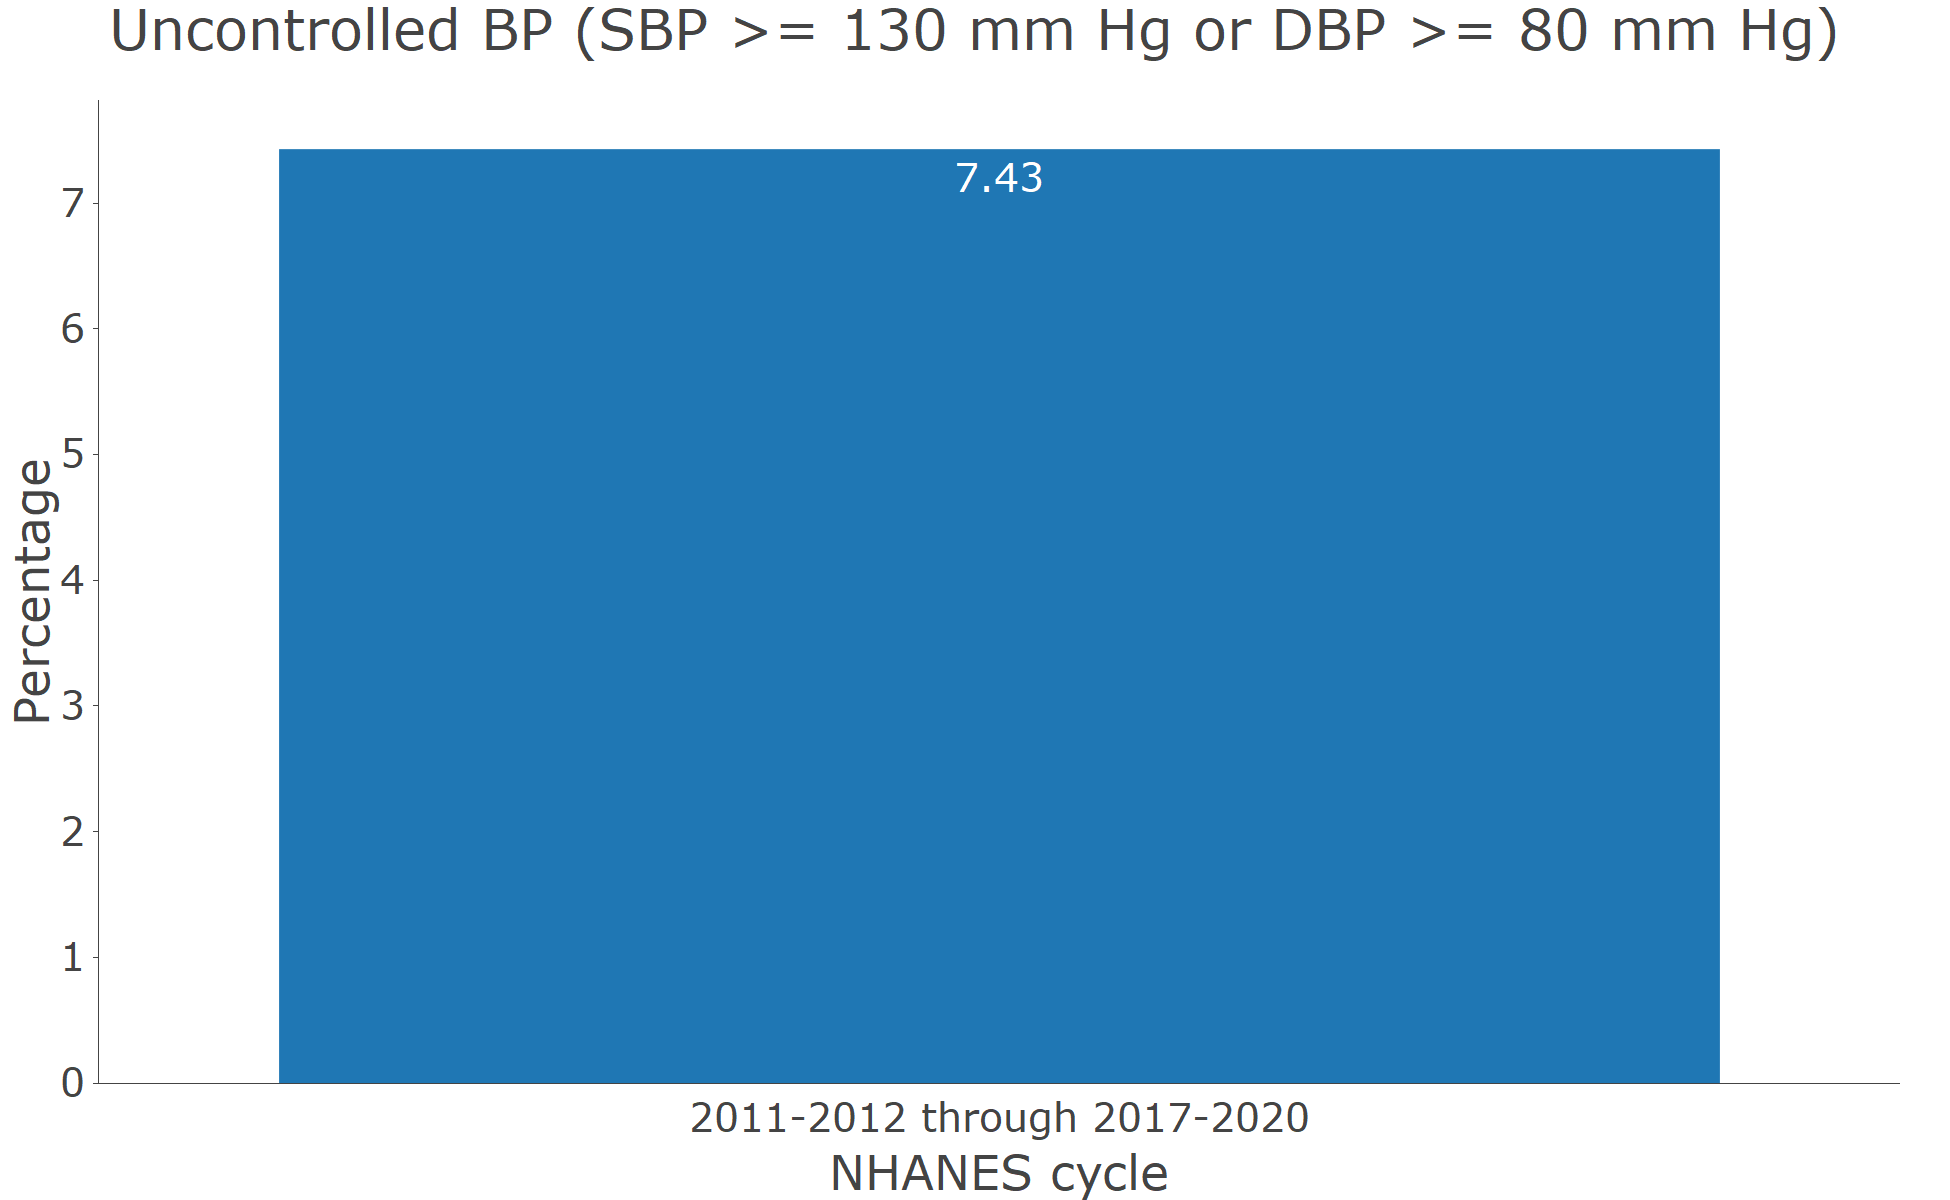 Uncontrolled BP (SBP >= 130 mm Hg or DBP >= 80 mm Hg)
7.43
7
6
5
4
3
2
1
0
Percentage
2011-2012 through 2017-2020
NHANES cycle